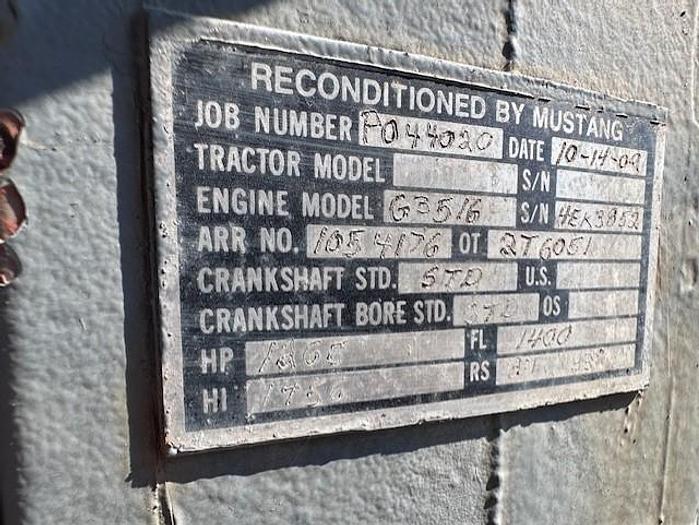 RECONDITIONED BY MUSTANG
JOB NUMBER PO44020 DATE 10-14-09
TRACTOR MODEL S/N
ENGINE MODEL G3516 S/N 4EK3952
ARR NO. 1054176 OT 2T6051
CRANKSHAFT STD. STD U.S.
CRANKSHAFT BORE STD. STD OS
HP FL 1400
HI RS